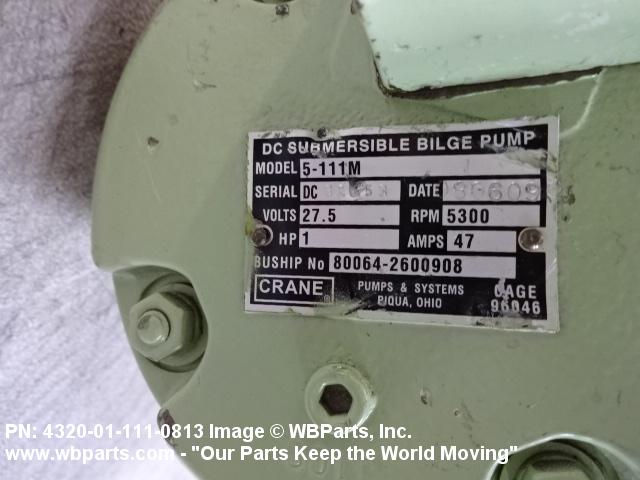 DC SUBMERSIBLE BILGE PUMP
MODEL 5-111M
SERIAL DC DATE
VOLTS 27.5 RPM 5300
HP 1 AMPS 47
BUSHIP No 80064-2600908
CRANE® PUMPS & SYSTEMS CAGE
PIQUA, OHIO 96046
PN: 4320-01-111-0813 Image © WBParts, Inc.
www.wbparts.com - "Our Parts Keep the World Moving"